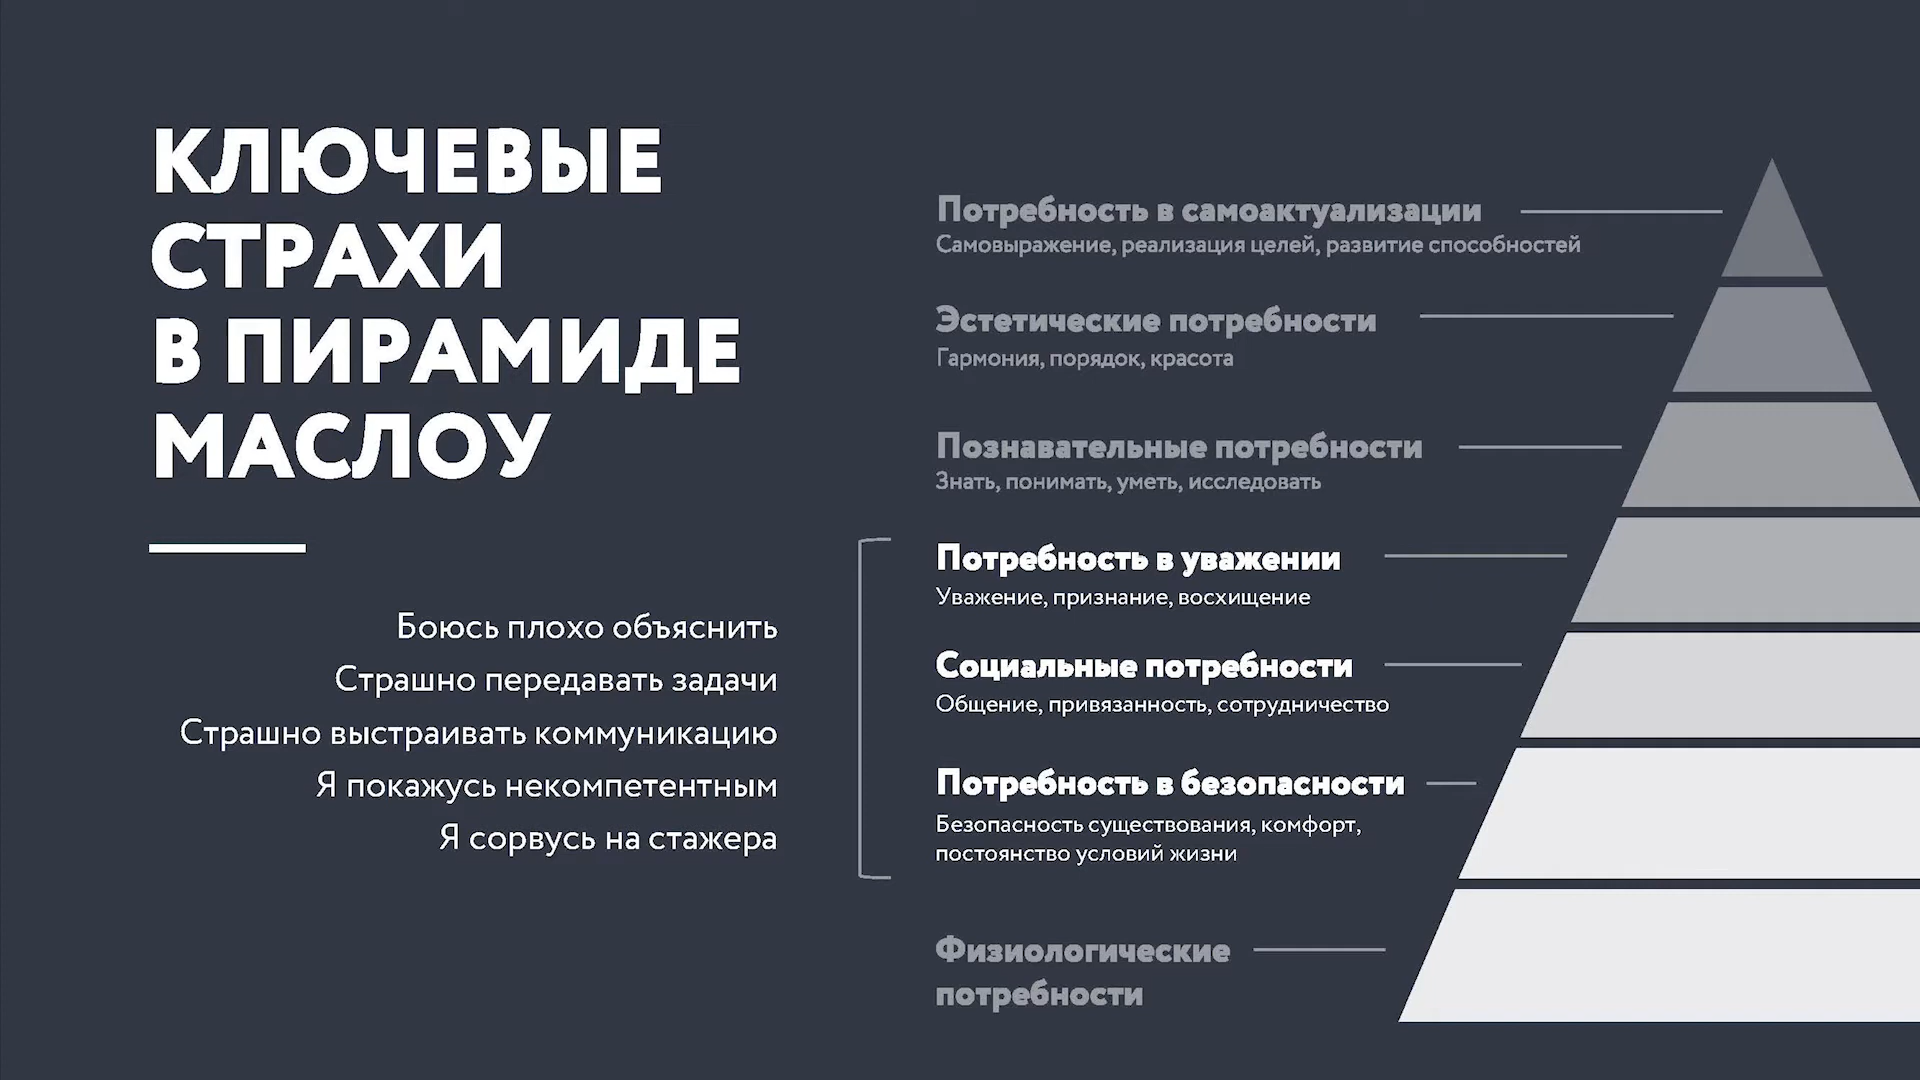 КЛЮЧЕВЫЕ
СТРАХИ
В ПИРАМИДЕ
МАСЛОУ
Боюсь плохо объяснить
Страшно передавать задачи
Страшно выстраивать коммуникацию
Я покажусь некомпетентным
Я сорвусь на стажера
Потребность в самоактуализации
Самовыражение, реализация целей, развитие способностей
Эстетические потребности
Гармония, порядок, красота
Познавательные потребности
Знать, понимать, уметь, исследовать
Потребность в уважении
Уважение, признание, восхищение
Социальные потребности
Общение, привязанность, сотрудничество
Потребность в безопасности
Безопасность существования, комфорт,
постоянство условий жизни
Физиологические
потребности